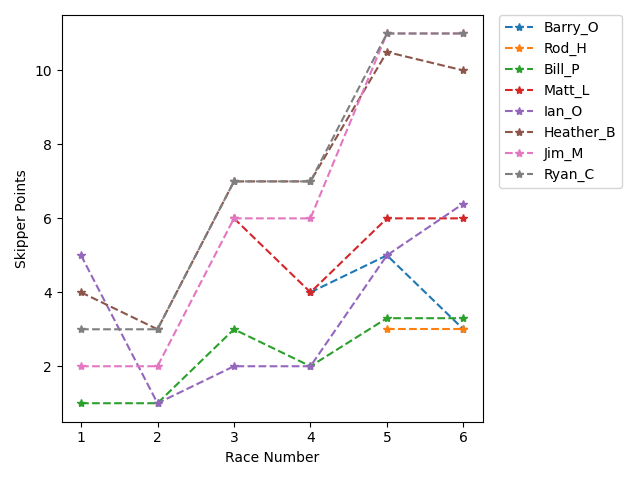 Skipper Points
10
8
6
4
2
1 2 3 4 5 6
Race Number
Barry_O
Rod_H
Bill_P
Matt_L
Ian_O
Heather_B
Jim_M
Ryan_C